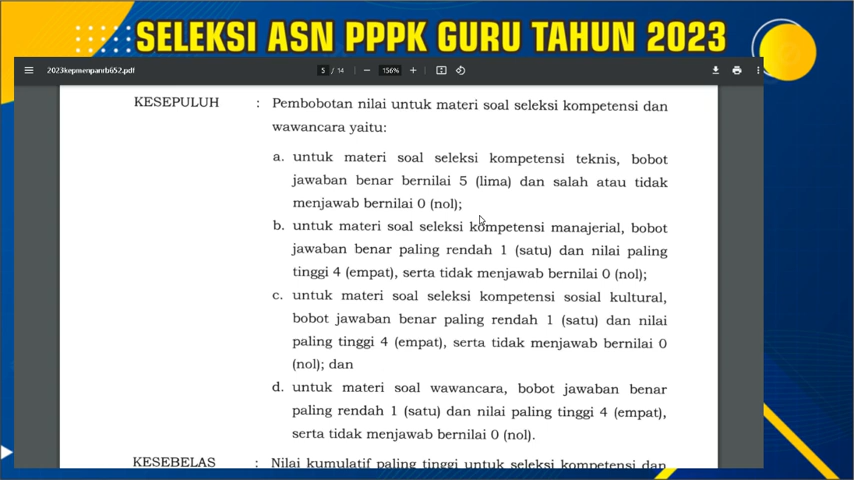 SELEKSI ASN PPPK GURU TAHUN 2023
2023kepmenpanrb652.pdf 5 / 14 − 156% +
KESEPULUH : Pembobotan nilai untuk materi soal seleksi kompetensi dan
wawancara yaitu:
a. untuk materi soal seleksi kompetensi teknis, bobot
jawaban benar bernilai 5 (lima) dan salah atau tidak
menjawab bernilai 0 (nol);
b. untuk materi soal seleksi kompetensi manajerial, bobot
jawaban benar paling rendah 1 (satu) dan nilai paling
tinggi 4 (empat), serta tidak menjawab bernilai 0 (nol);
c. untuk materi soal seleksi kompetensi sosial kultural,
bobot jawaban benar paling rendah 1 (satu) dan nilai
paling tinggi 4 (empat), serta tidak menjawab bernilai 0
(nol); dan
d. untuk materi soal wawancara, bobot jawaban benar
paling rendah 1 (satu) dan nilai paling tinggi 4 (empat),
serta tidak menjawab bernilai 0 (nol).
KESEBELAS : Nilai kumulatif paling tinggi untuk seleksi kompetensi dan